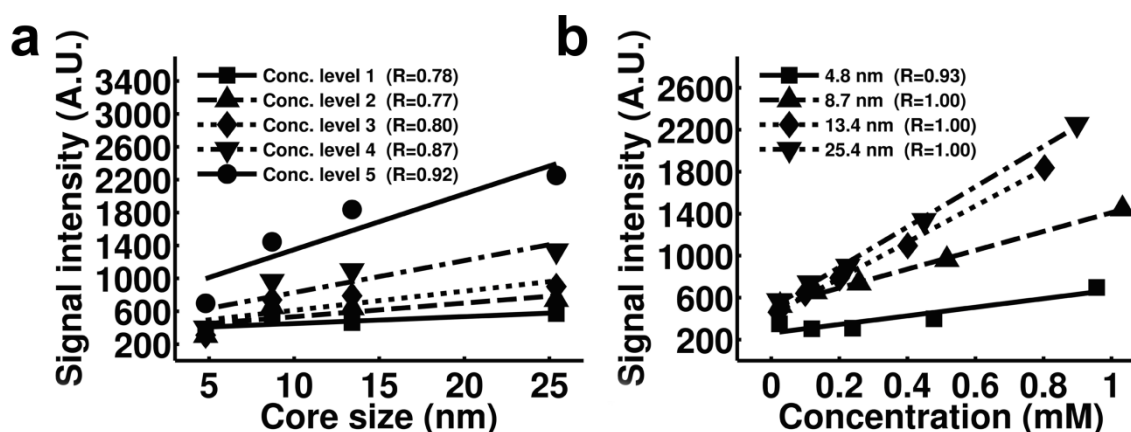 a
Signal intensity (A.U.)
3400
3000
2600
2200
1800
1400
1000
600
200
Conc. level 1 (R=0.78)
Conc. level 2 (R=0.77)
Conc. level 3 (R=0.80)
Conc. level 4 (R=0.87)
Conc. level 5 (R=0.92)
5 10 15 20 25
Core size (nm)
b
Signal intensity (A.U.)
2600
2200
1800
1400
1000
600
200
4.8 nm (R=0.93)
8.7 nm (R=1.00)
13.4 nm (R=1.00)
25.4 nm (R=1.00)
0 0.2 0.4 0.6 0.8 1
Concentration (mM)